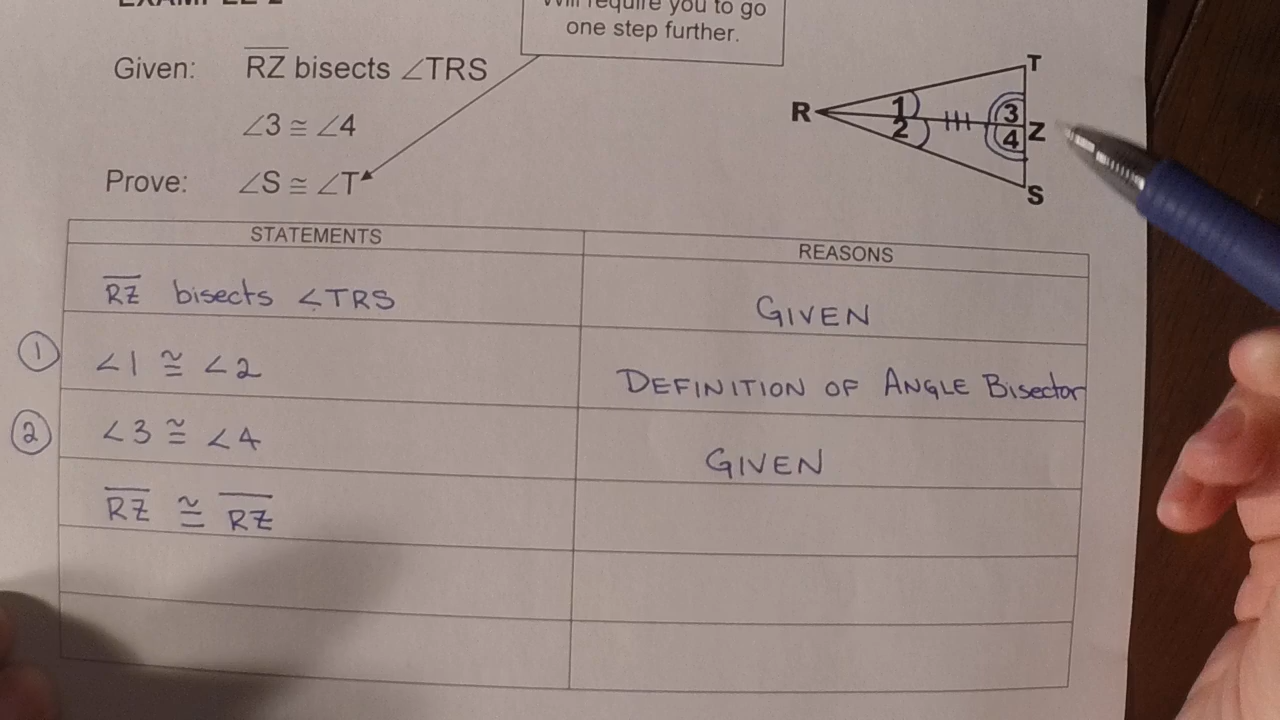 EXAMPLE 2
Will require you to go
one step further.
Given: RZ bisects ∠TRS
∠3 ≅ ∠4
Prove: ∠S ≅ ∠T
R
T
1
2
3
4
Z
S
STATEMENTS
REASONS
RZ bisects ∠TRS
GIVEN
1 ∠1 ≅ ∠2
DEFINITION OF ANGLE Bisector
2 ∠3 ≅ ∠4
GIVEN
RZ ≅ RZ